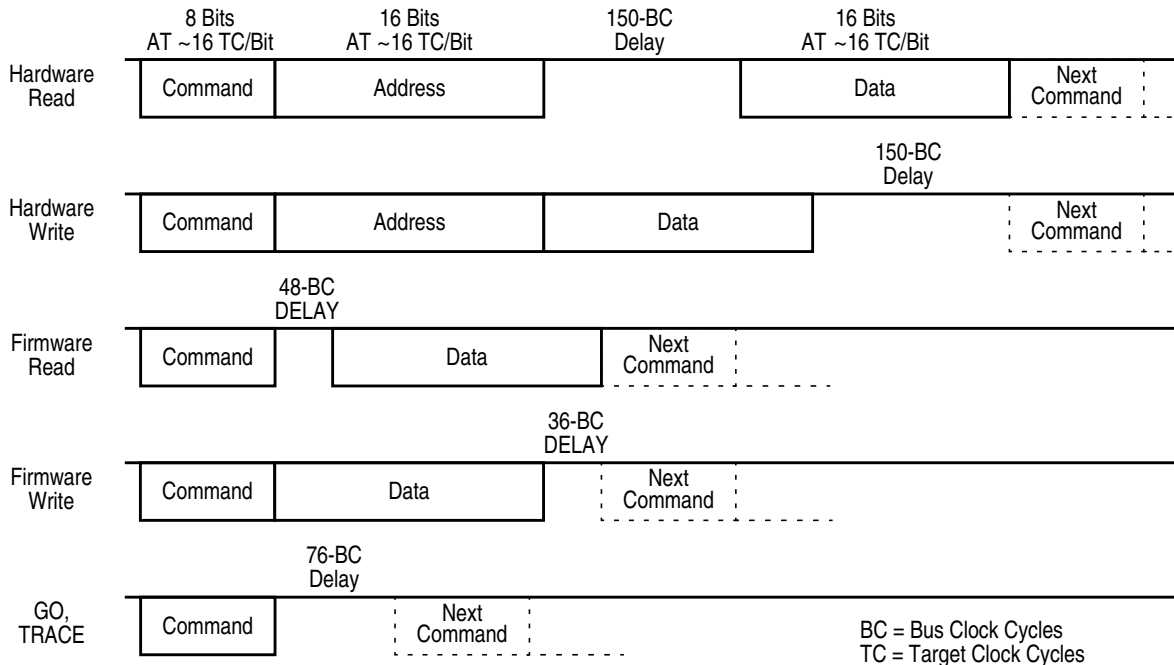 8 Bits
AT ~16 TC/Bit
16 Bits
AT ~16 TC/Bit
150-BC
Delay
16 Bits
AT ~16 TC/Bit
Hardware
Read
Command
Address
Data
Next
Command
150-BC
Delay
Hardware
Write
Command
Address
Data
Next
Command
48-BC
DELAY
Firmware
Read
Command
Data
Next
Command
36-BC
DELAY
Firmware
Write
Command
Data
Next
Command
76-BC
Delay
GO,
TRACE
Command
Next
Command
BC = Bus Clock Cycles
TC = Target Clock Cycles